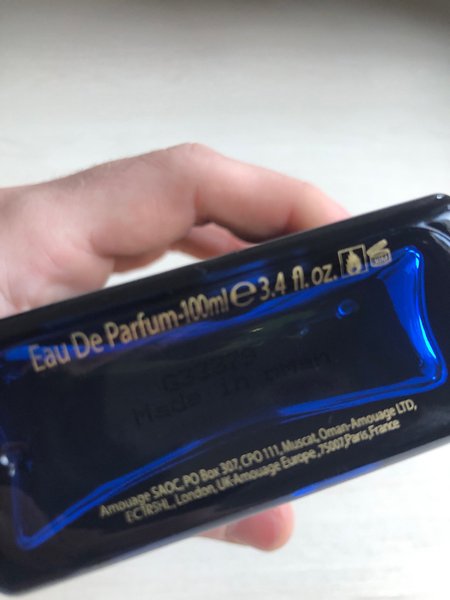 Eau De Parfum-100ml e 3.4 fl. oz.
Made in Oman
Amouage SAOC, PO Box 307, CPO 111, Muscat, Oman-Amouage LTD,
EC1R5HL, London, UK-Amouage Europe, 75007, Paris, France